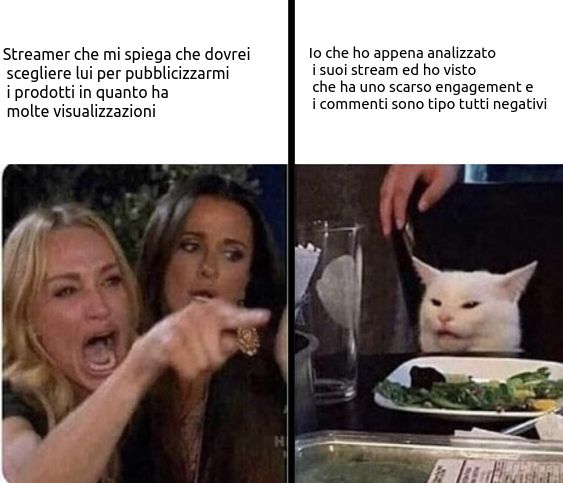 Streamer che mi spiega che dovrei
scegliere lui per pubblicizzarmi
i prodotti in quanto ha
molte visualizzazioni
Io che ho appena analizzato
i suoi stream ed ho visto
che ha uno scarso engagement e
i commenti sono tipo tutti negativi